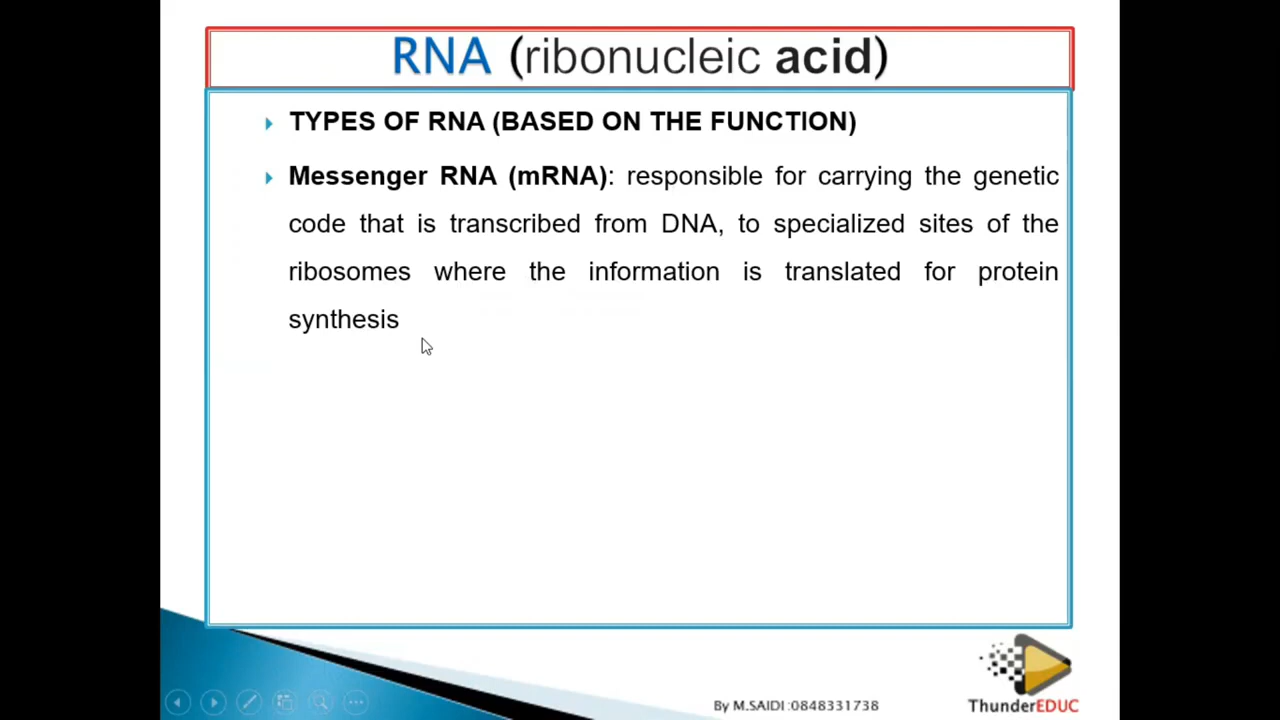 RNA (ribonucleic acid)
TYPES OF RNA (BASED ON THE FUNCTION)
Messenger RNA (mRNA): responsible for carrying the genetic
code that is transcribed from DNA, to specialized sites of the
ribosomes where the information is translated for protein
synthesis
By M.SAIDI :0848331738
ThunderEDUC